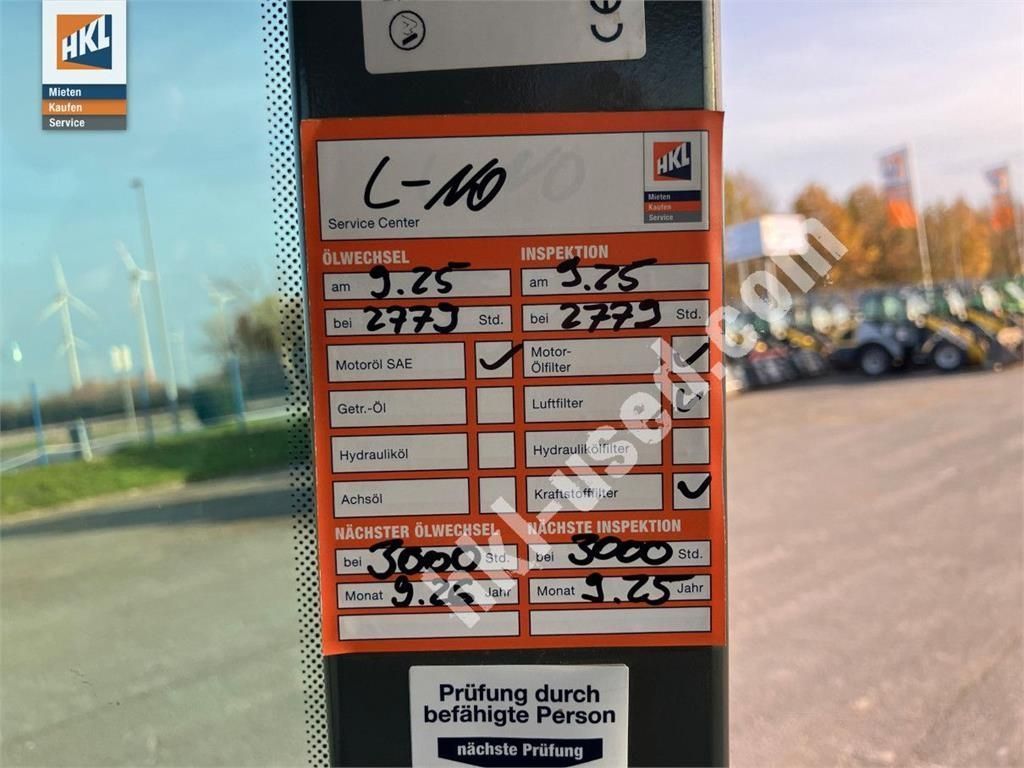 HKL
Mieten
Kaufen
Service
CE
L-110
Service Center
HKL
Mieten
Kaufen
Service
ÖLWECHSEL
am 9.25
bei 2779 Std.
Motoröl SAE
Getr.-Öl
Hydrauliköl
Achsöl
NÄCHSTER ÖLWECHSEL
bei 3000 Std.
Monat 9.25 Jahr
INSPEKTION
am 9.25
bei 2779 Std.
Motor-
Ölfilter
Luftfilter
Hydraulikölfilter
Kraftstofffilter
NÄCHSTE INSPEKTION
bei 3000 Std.
Monat 9.25 Jahr
hkl-used.com
Prüfung durch
befähigte Person
nächste Prüfung